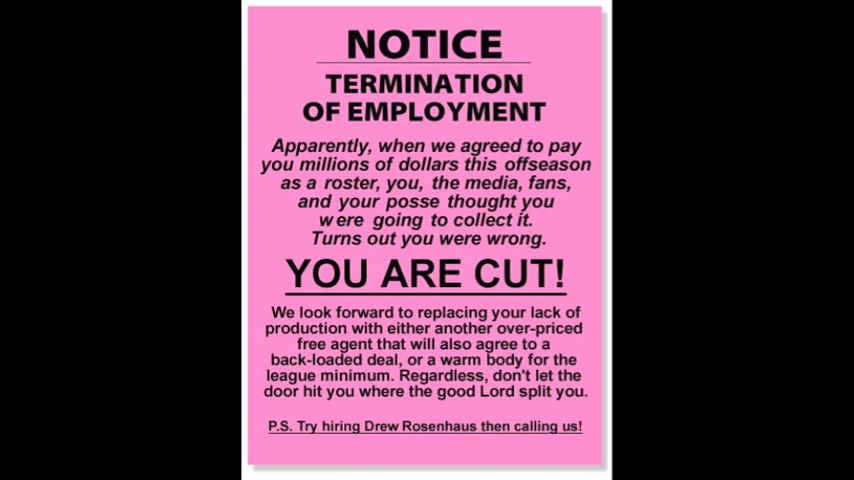 NOTICE
TERMINATION
OF EMPLOYMENT
Apparently, when we agreed to pay
you millions of dollars this offseason
as a roster, you, the media, fans,
and your posse thought you
were going to collect it.
Turns out you were wrong.
YOU ARE CUT!
We look forward to replacing your lack of
production with either another over-priced
free agent that will also agree to a
back-loaded deal, or a warm body for the
league minimum. Regardless, don't let the
door hit you where the good Lord split you.
P.S. Try hiring Drew Rosenhaus then calling us!